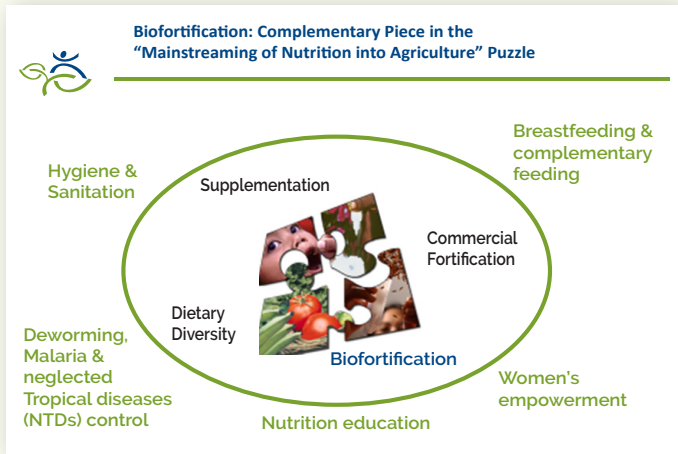 Biofortification: Complementary Piece in the
“Mainstreaming of Nutrition into Agriculture” Puzzle
Breastfeeding &
complementary
feeding
Hygiene &
Sanitation
Supplementation
Commercial
Fortification
Dietary
Diversity
Biofortification
Deworming,
Malaria &
neglected
Tropical diseases
(NTDs) control
Women’s
empowerment
Nutrition education